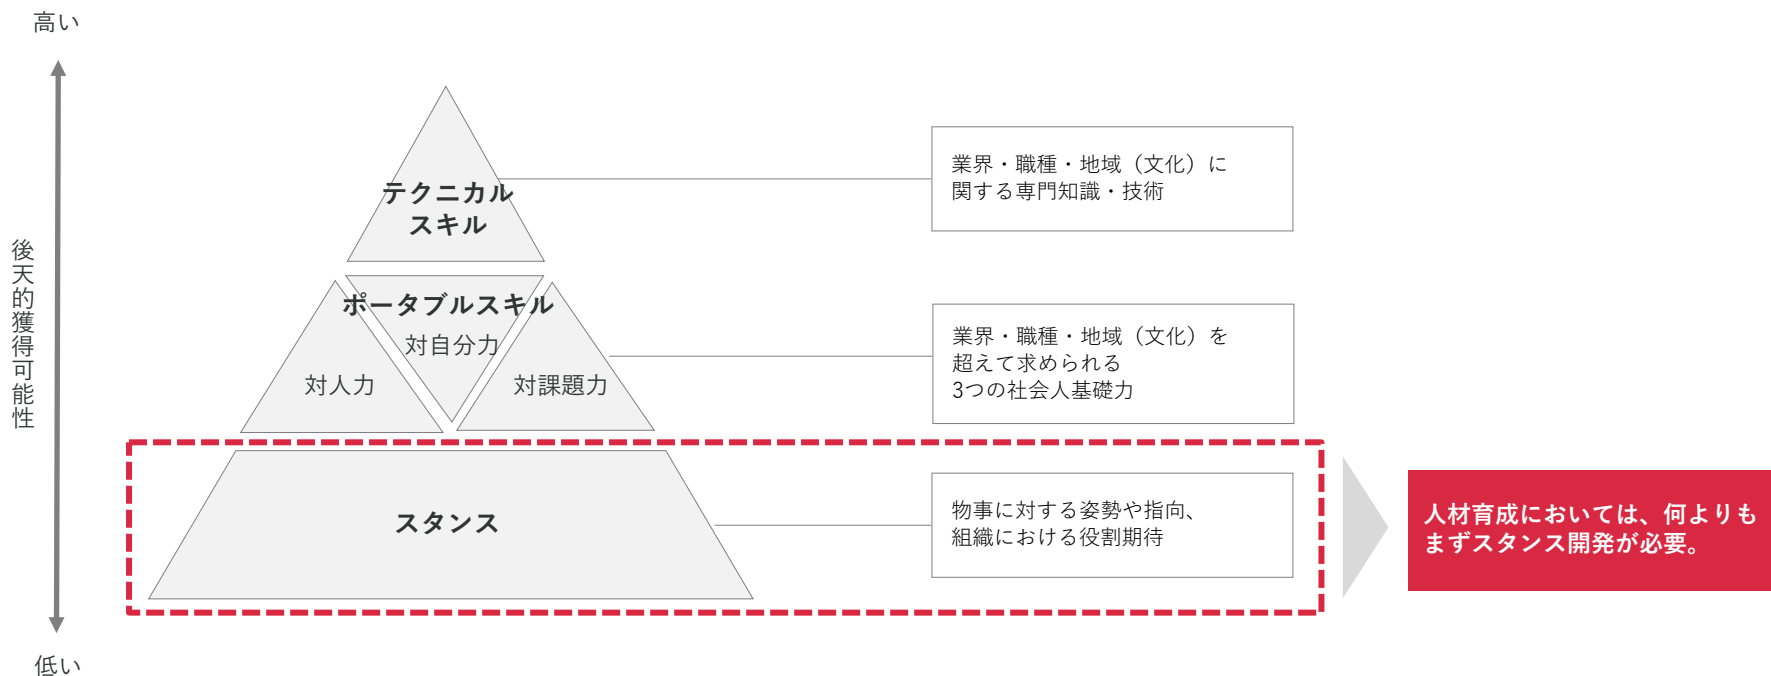 高い
後天的獲得可能性
低い
テクニカル
スキル
業界・職種・地域（文化）に
関する専門知識・技術
ポータブルスキル
対自分力
対人力
対課題力
業界・職種・地域（文化）を
超えて求められる
3つの社会人基礎力
スタンス
物事に対する姿勢や指向、
組織における役割期待
人材育成においては、何よりも
まずスタンス開発が必要。